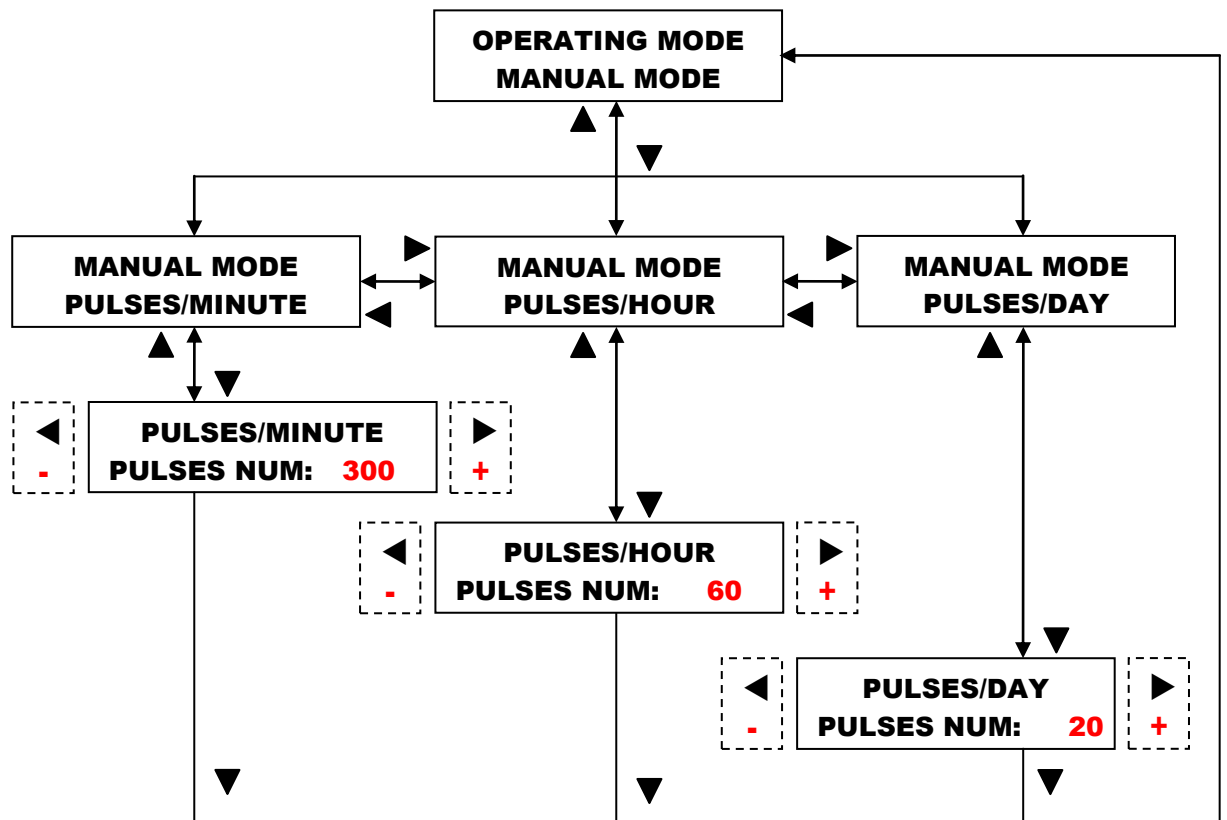 OPERATING MODE
MANUAL MODE
MANUAL MODE
PULSES/MINUTE
MANUAL MODE
PULSES/HOUR
MANUAL MODE
PULSES/DAY
PULSES/MINUTE
PULSES NUM: 300
-
+
PULSES/HOUR
PULSES NUM: 60
-
+
PULSES/DAY
PULSES NUM: 20
-
+